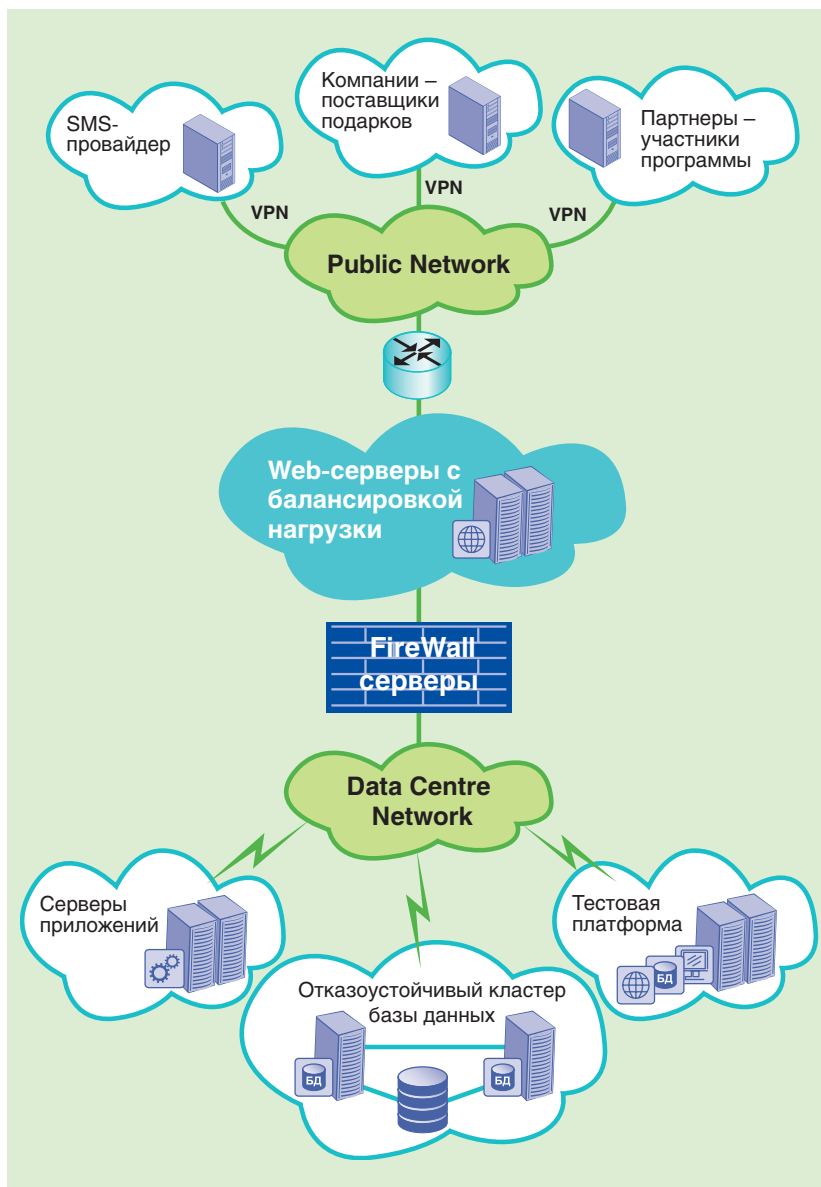 SMS-
провайдер
Компании –
поставщики
подарков
Партнеры –
участники
программы
VPN
VPN
VPN
Public Network
Web-серверы с
балансировкой
нагрузки
FireWall
серверы
Data Centre
Network
Серверы
приложений
Отказоустойчивый кластер
базы данных
БД
БД
Тестовая
платформа
БД